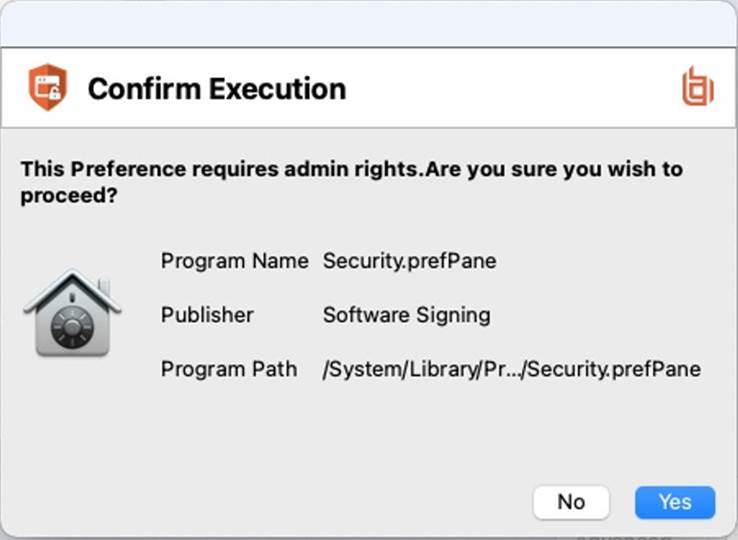 Confirm Execution
This Preference requires admin rights.Are you sure you wish to
proceed?
Program Name Security.prefPane
Publisher Software Signing
Program Path /System/Library/Pr.../Security.prefPane
No Yes